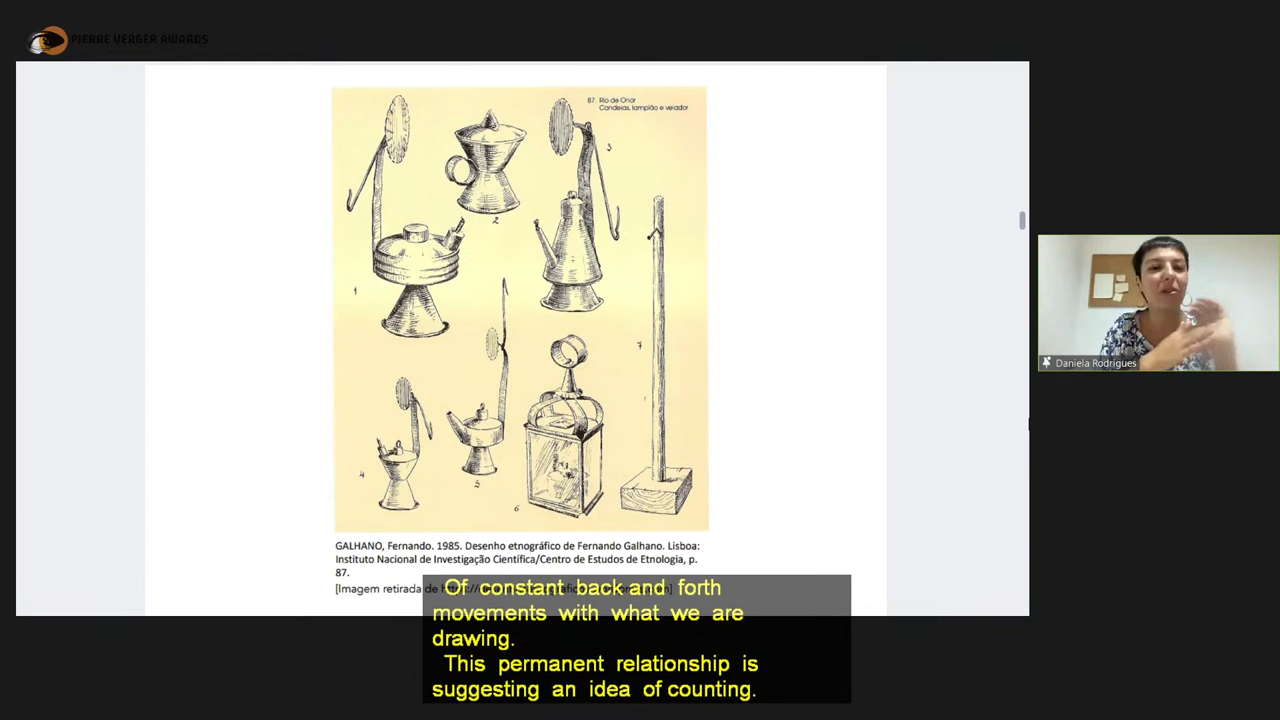 PIERRE VERGER AWARDS
87. Rio de Onor
Candeias, lampião e velador
1
2
3
4
5
6
7
GALHANO, Fernando. 1985. Desenho etnográfico de Fernando Galhano. Lisboa:
Instituto Nacional de Investigação Científica/Centro de Estudos de Etnologia, p.
87.
[Imagem retirada de
Daniela Rodrigues
Of constant back and forth
movements with what we are
drawing.
This permanent relationship is
suggesting an idea of counting.